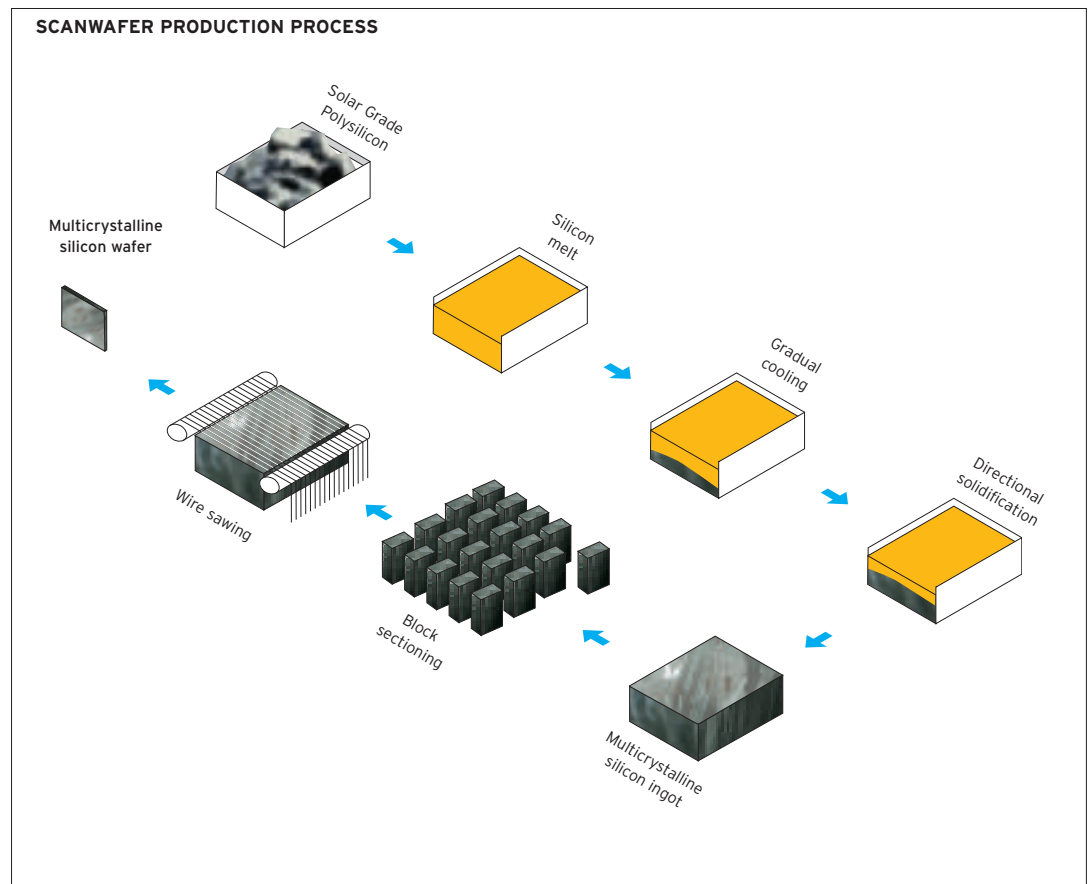 SCANWAFER PRODUCTION PROCESS
Solar Grade
Polysilicon
Silicon
melt
Gradual
cooling
Directional
solidification
Multicrystalline
silicon ingot
Block
sectioning
Wire sawing
Multicrystalline
silicon wafer